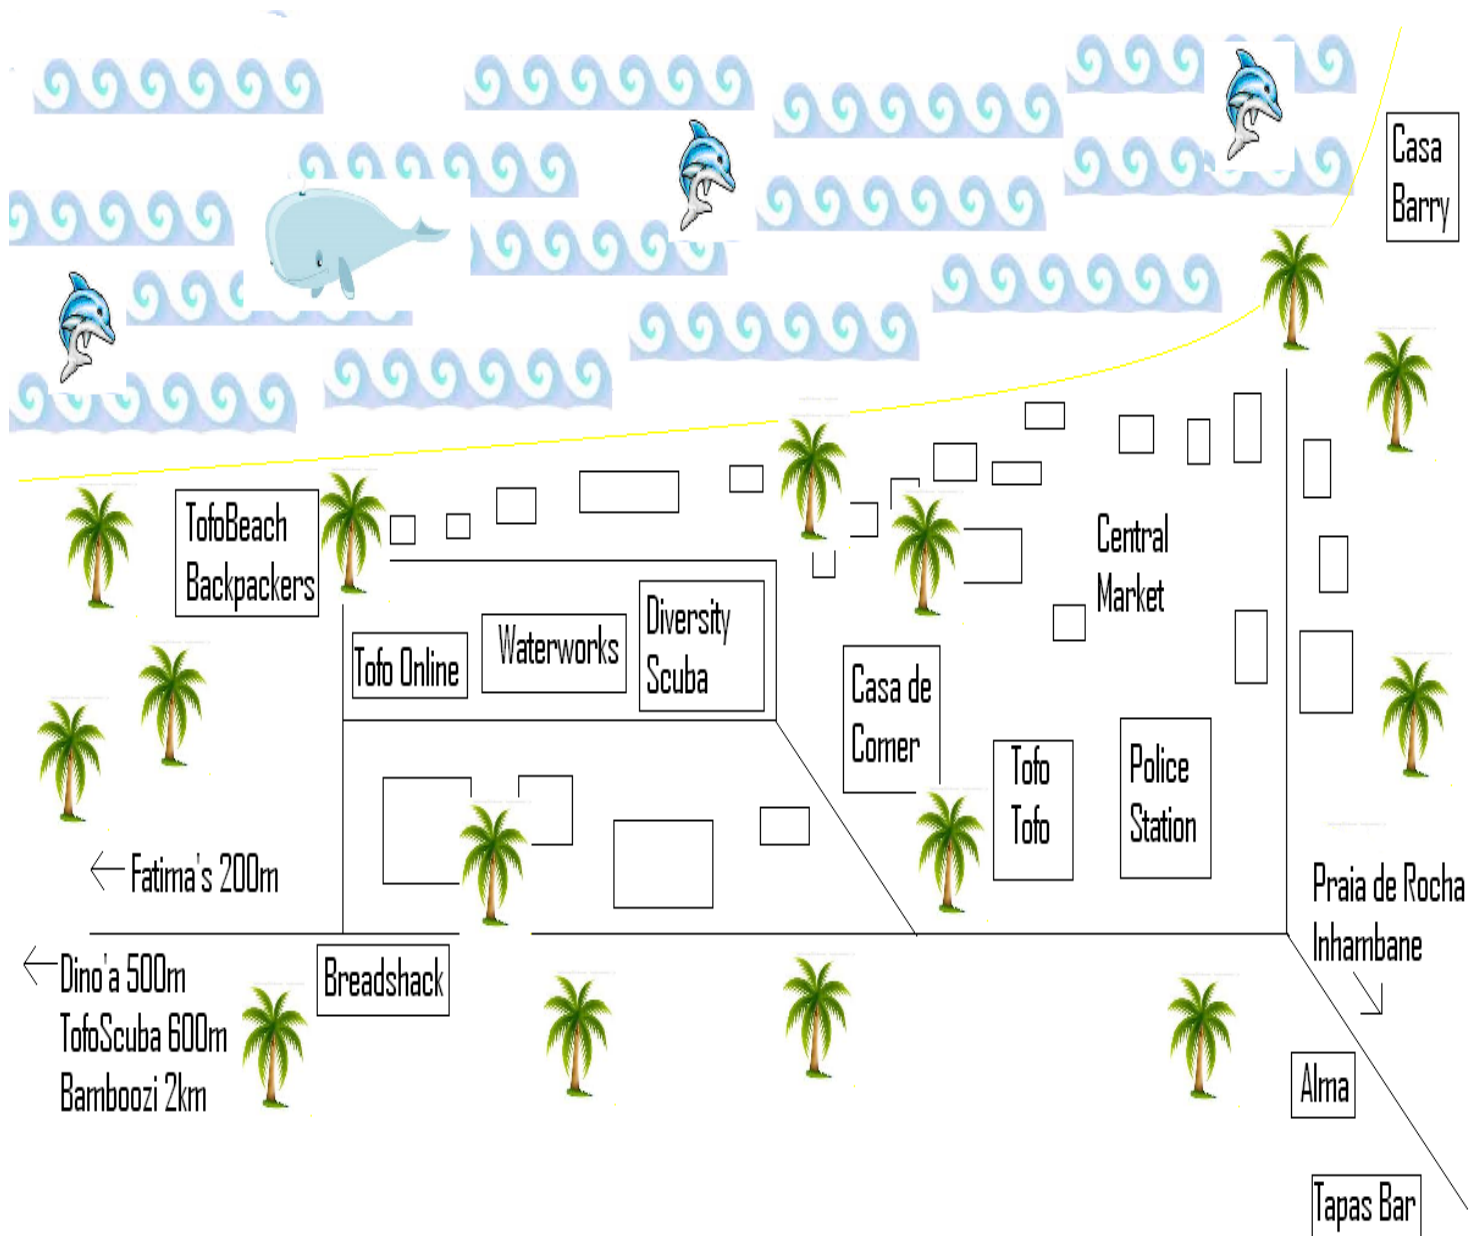 Casa
Barry
TofoBeach
Backpackers
Central
Market
Diversity
Scuba
Waterworks
Tofo Online
Casa de
Corner
Tofo
Tofo
Police
Station
Fatima's 200m
Praia de Rocha
Inhambane
Dino'a 500m
TofoScuba 600m
Bamboozi 2km
Breadshack
Alma
Tapas Bar